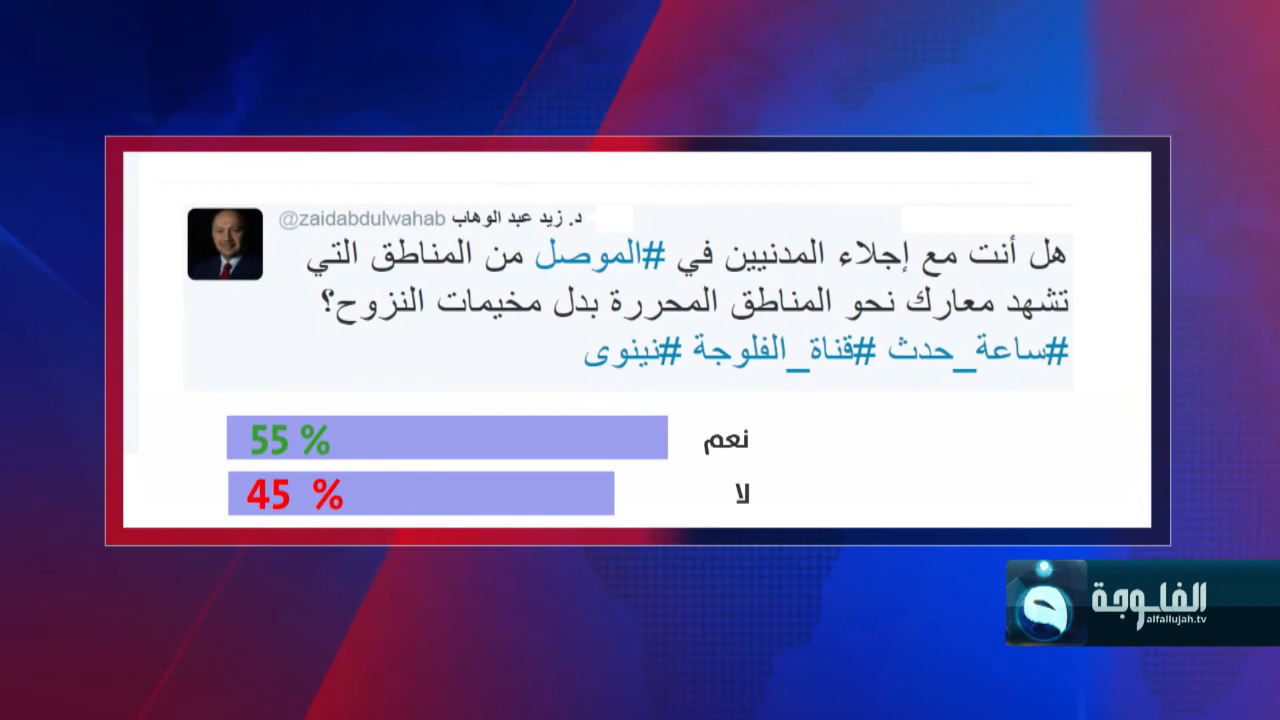 د. زيد عبد الوهاب @zaidabdulwahab
هل أنت مع إجلاء المدنيين في #الموصل من المناطق التي
تشهد معارك نحو المناطق المحررة بدل مخيمات النزوح؟
#ساعة_حدث #قناة_الفلوجة #نينوى
نعم 55 %
لا 45 %
الفلوجة
alfallujah.tv